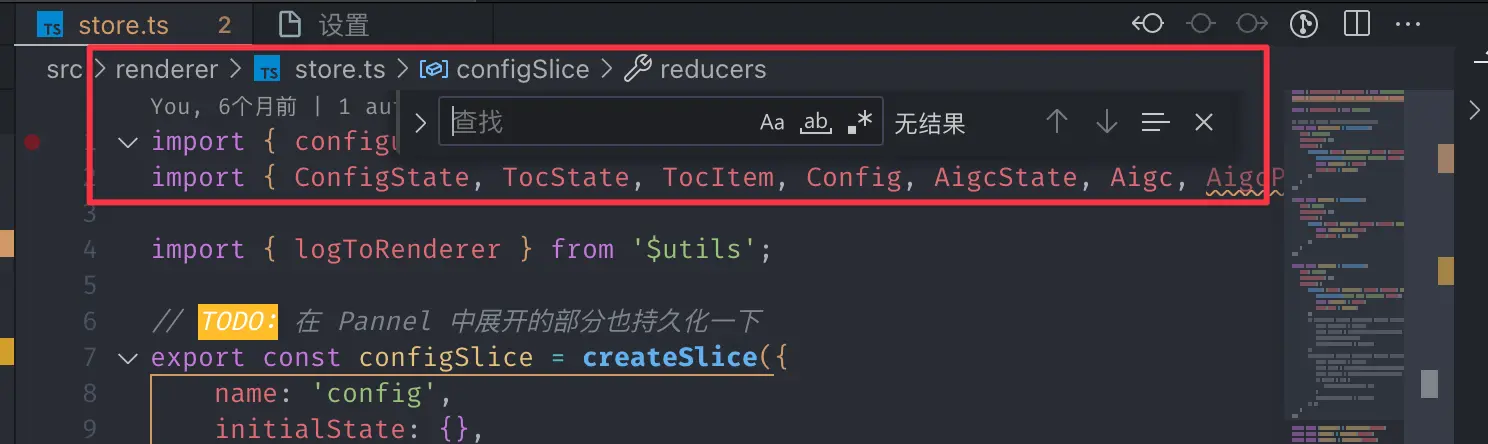 store.ts 2 设置
src > renderer > store.ts > configSlice > reducers
You, 6个月前 | 1 au
查找 Aa ab .* 无结果
1 import { config
2 import { ConfigState, TocState, TocItem, Config, AigcState, Aigc, AigcP
3
4 import { logToRenderer } from '$utils';
5
6 // TODO: 在 Pannel 中展开的部分也持久化一下
7 export const configSlice = createSlice({
8 name: 'config',
9 initialState: {},